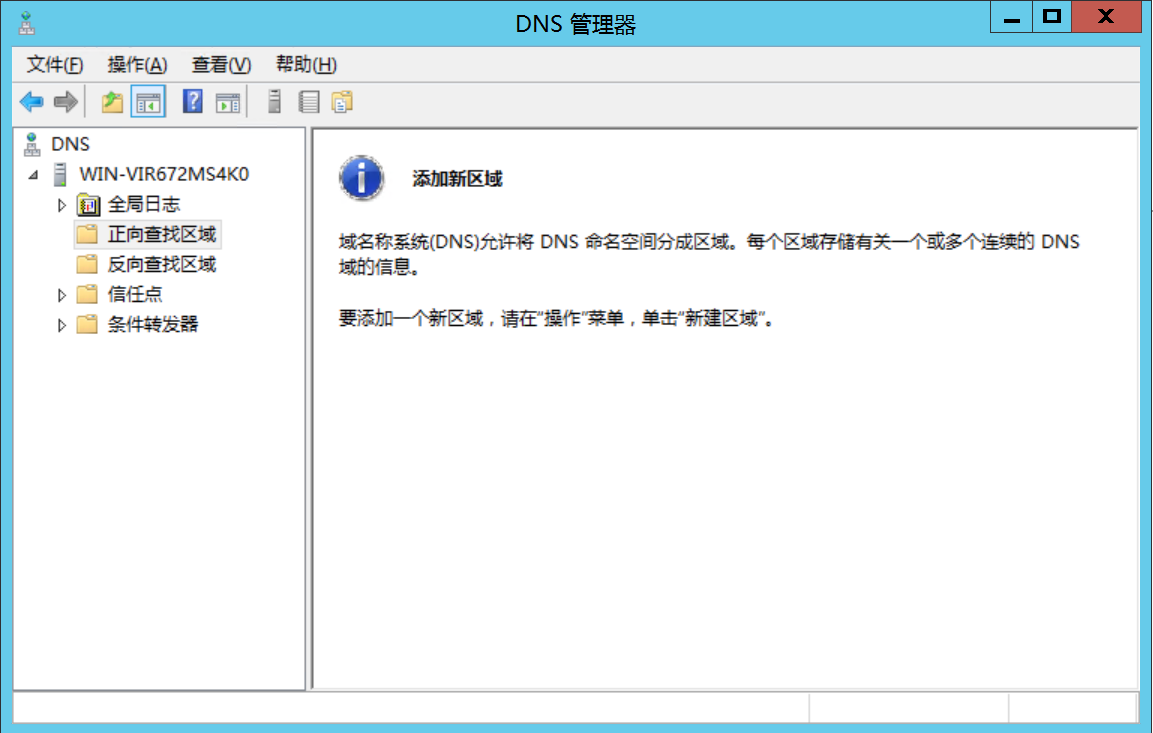 DNS 管理器
文件(F) 操作(A) 查看(V) 帮助(H)
DNS
WIN-VIR672MS4K0
全局日志
正向查找区域
反向查找区域
信任点
条件转发器
添加新区域
域名称系统(DNS)允许将 DNS 命名空间分成区域。每个区域存储有关一个或多个连续的 DNS
域的信息。
要添加一个新区域，请在“操作”菜单，单击“新建区域”。